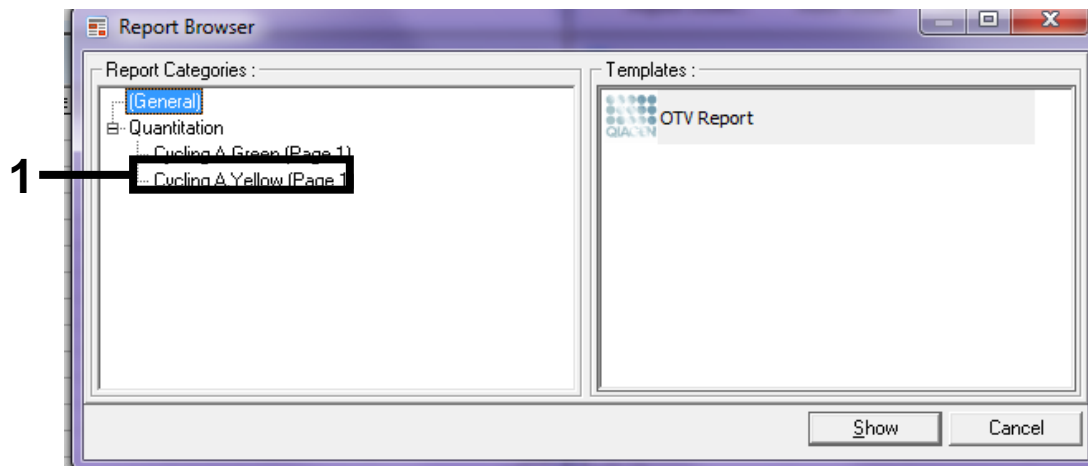 Report Browser
Report Categories :
(General)
Quantitation
Cycling A Green (Page 1)
Cycling A Yellow (Page 1
1
Templates :
QIAGEN
OTV Report
Show
Cancel